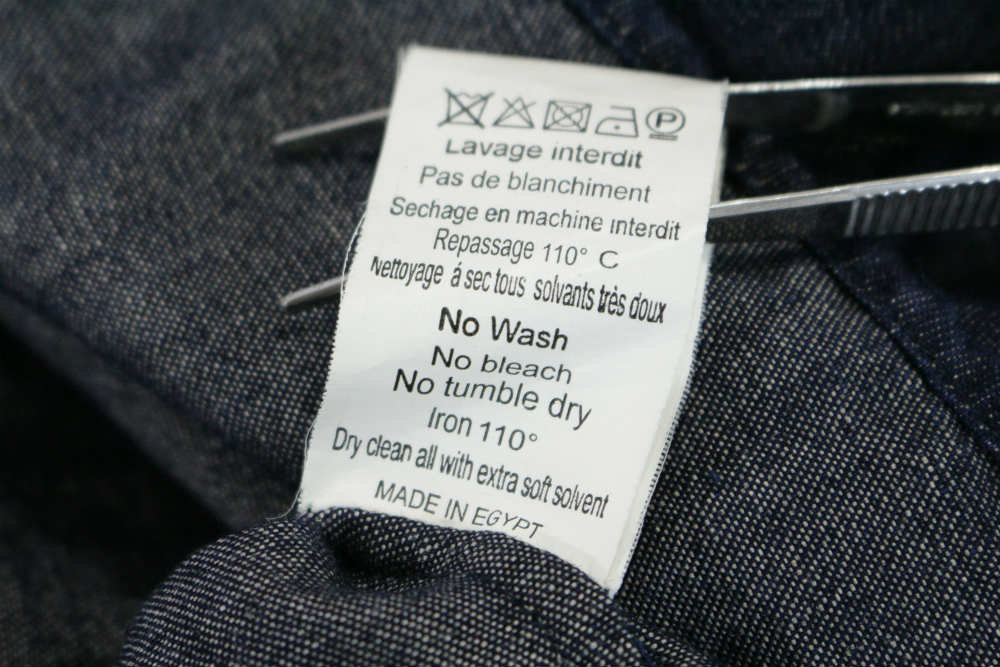 P
Lavage interdit
Pas de blanchiment
Sechage en machine interdit
Repassage 110° C
Nettoyage á sec tous solvants très doux
No Wash
No bleach
No tumble dry
Iron 110°
Dry clean all with extra soft solvent
MADE IN EGYPT